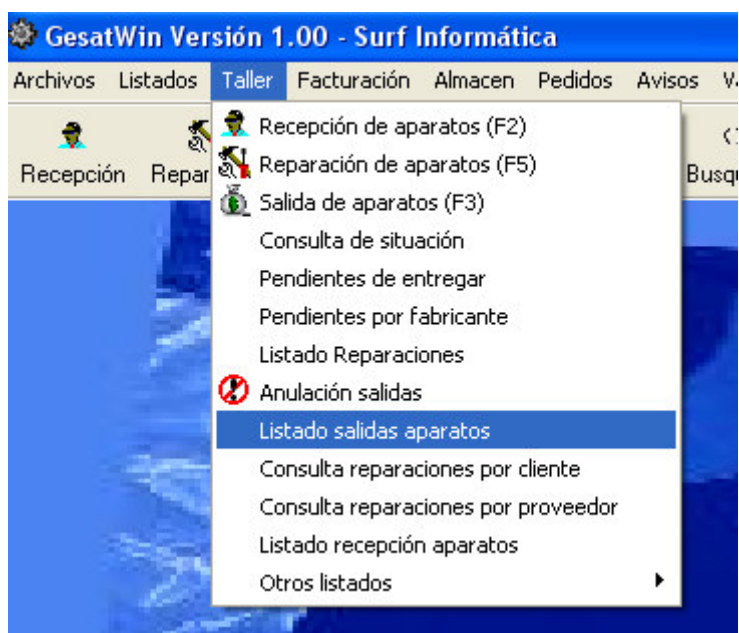 GesatWin Versión 1.00 - Surf Informática
Archivos Listados Taller Facturación Almacen Pedidos Avisos
Recepción
Recepción de aparatos (F2)
Reparación de aparatos (F5)
Salida de aparatos (F3)
Consulta de situación
Pendientes de entregar
Pendientes por fabricante
Listado Reparaciones
Anulación salidas
Listado salidas aparatos
Consulta reparaciones por cliente
Consulta reparaciones por proveedor
Listado recepción aparatos
Otros listados